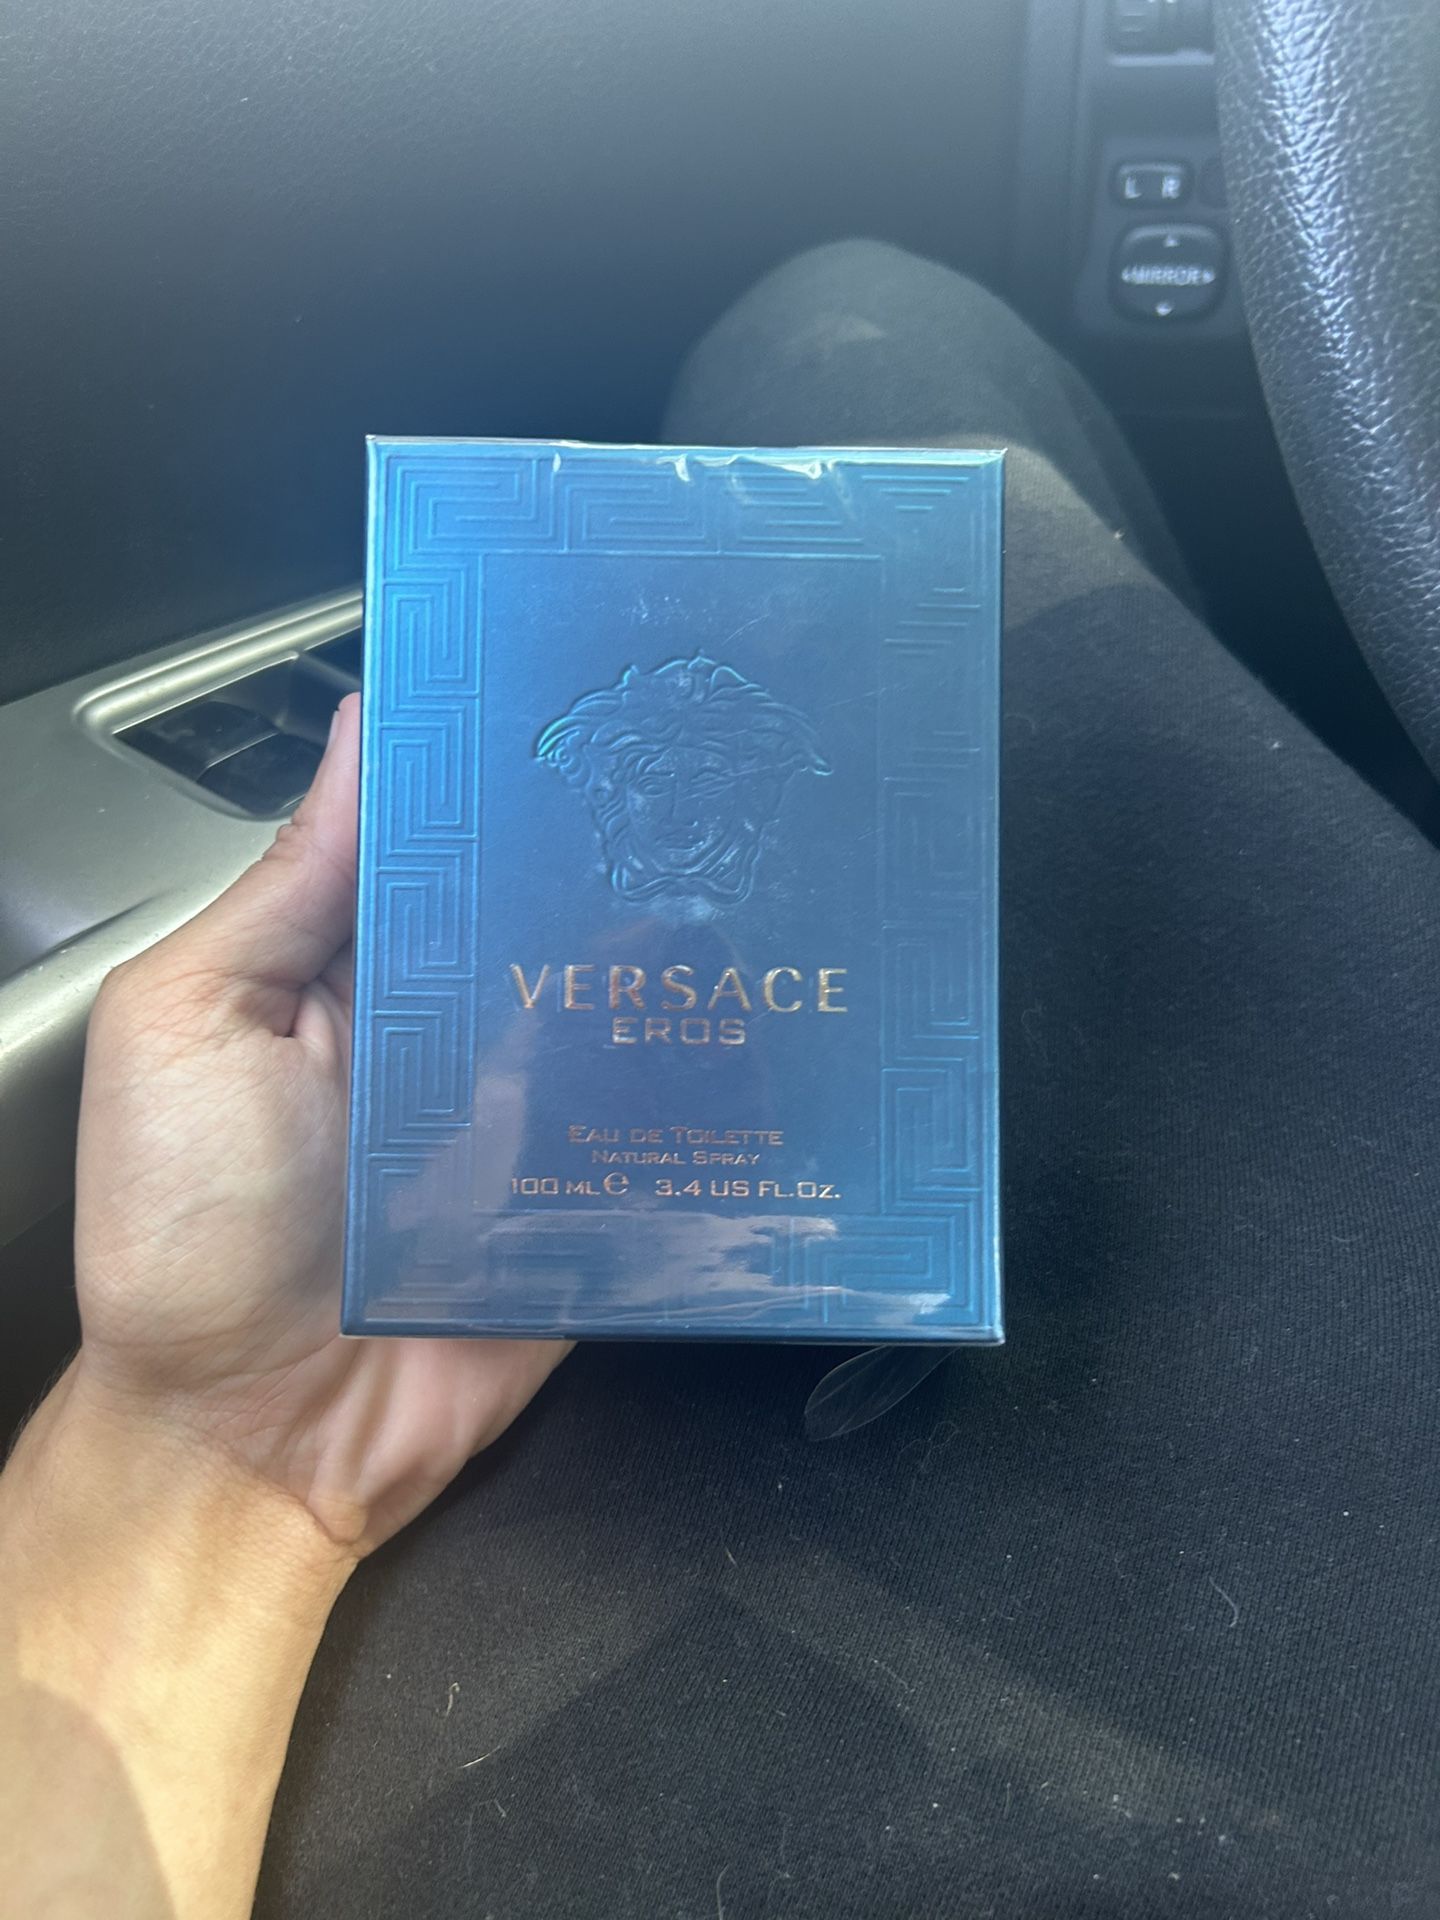 L R
MIRROR
VERSACE
EROS
EAU DE TOILETTE
NATURAL SPRAY
100 ML e 3.4 US FL.OZ.